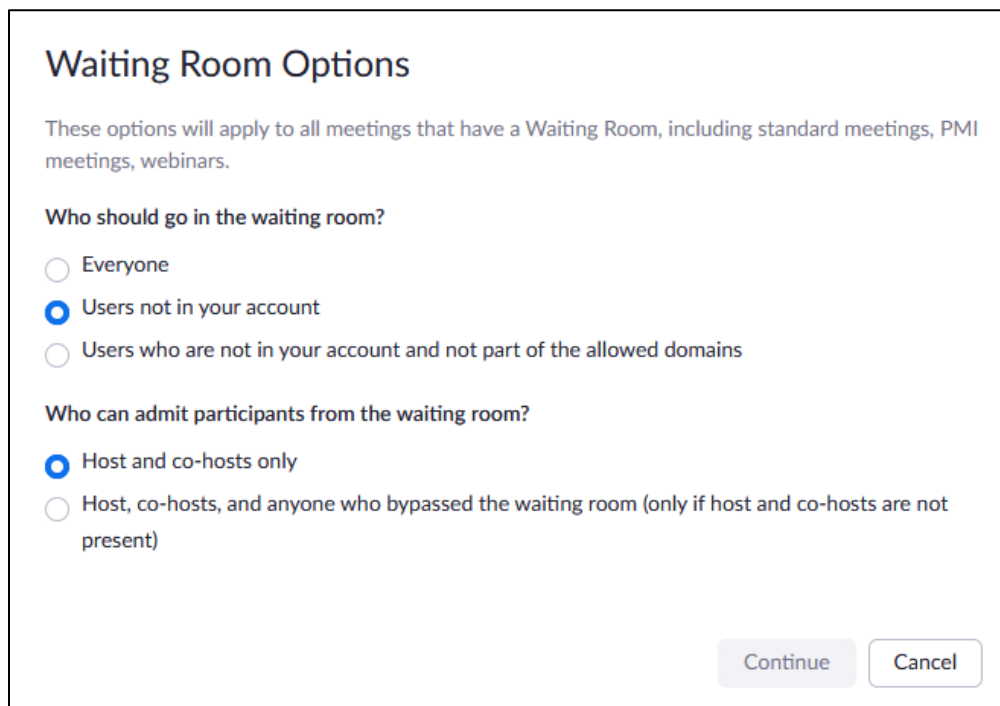 Waiting Room Options
These options will apply to all meetings that have a Waiting Room, including standard meetings, PMI
meetings, webinars.
Who should go in the waiting room?
Everyone
Users not in your account
Users who are not in your account and not part of the allowed domains
Who can admit participants from the waiting room?
Host and co-hosts only
Host, co-hosts, and anyone who bypassed the waiting room (only if host and co-hosts are not
present)
Continue Cancel